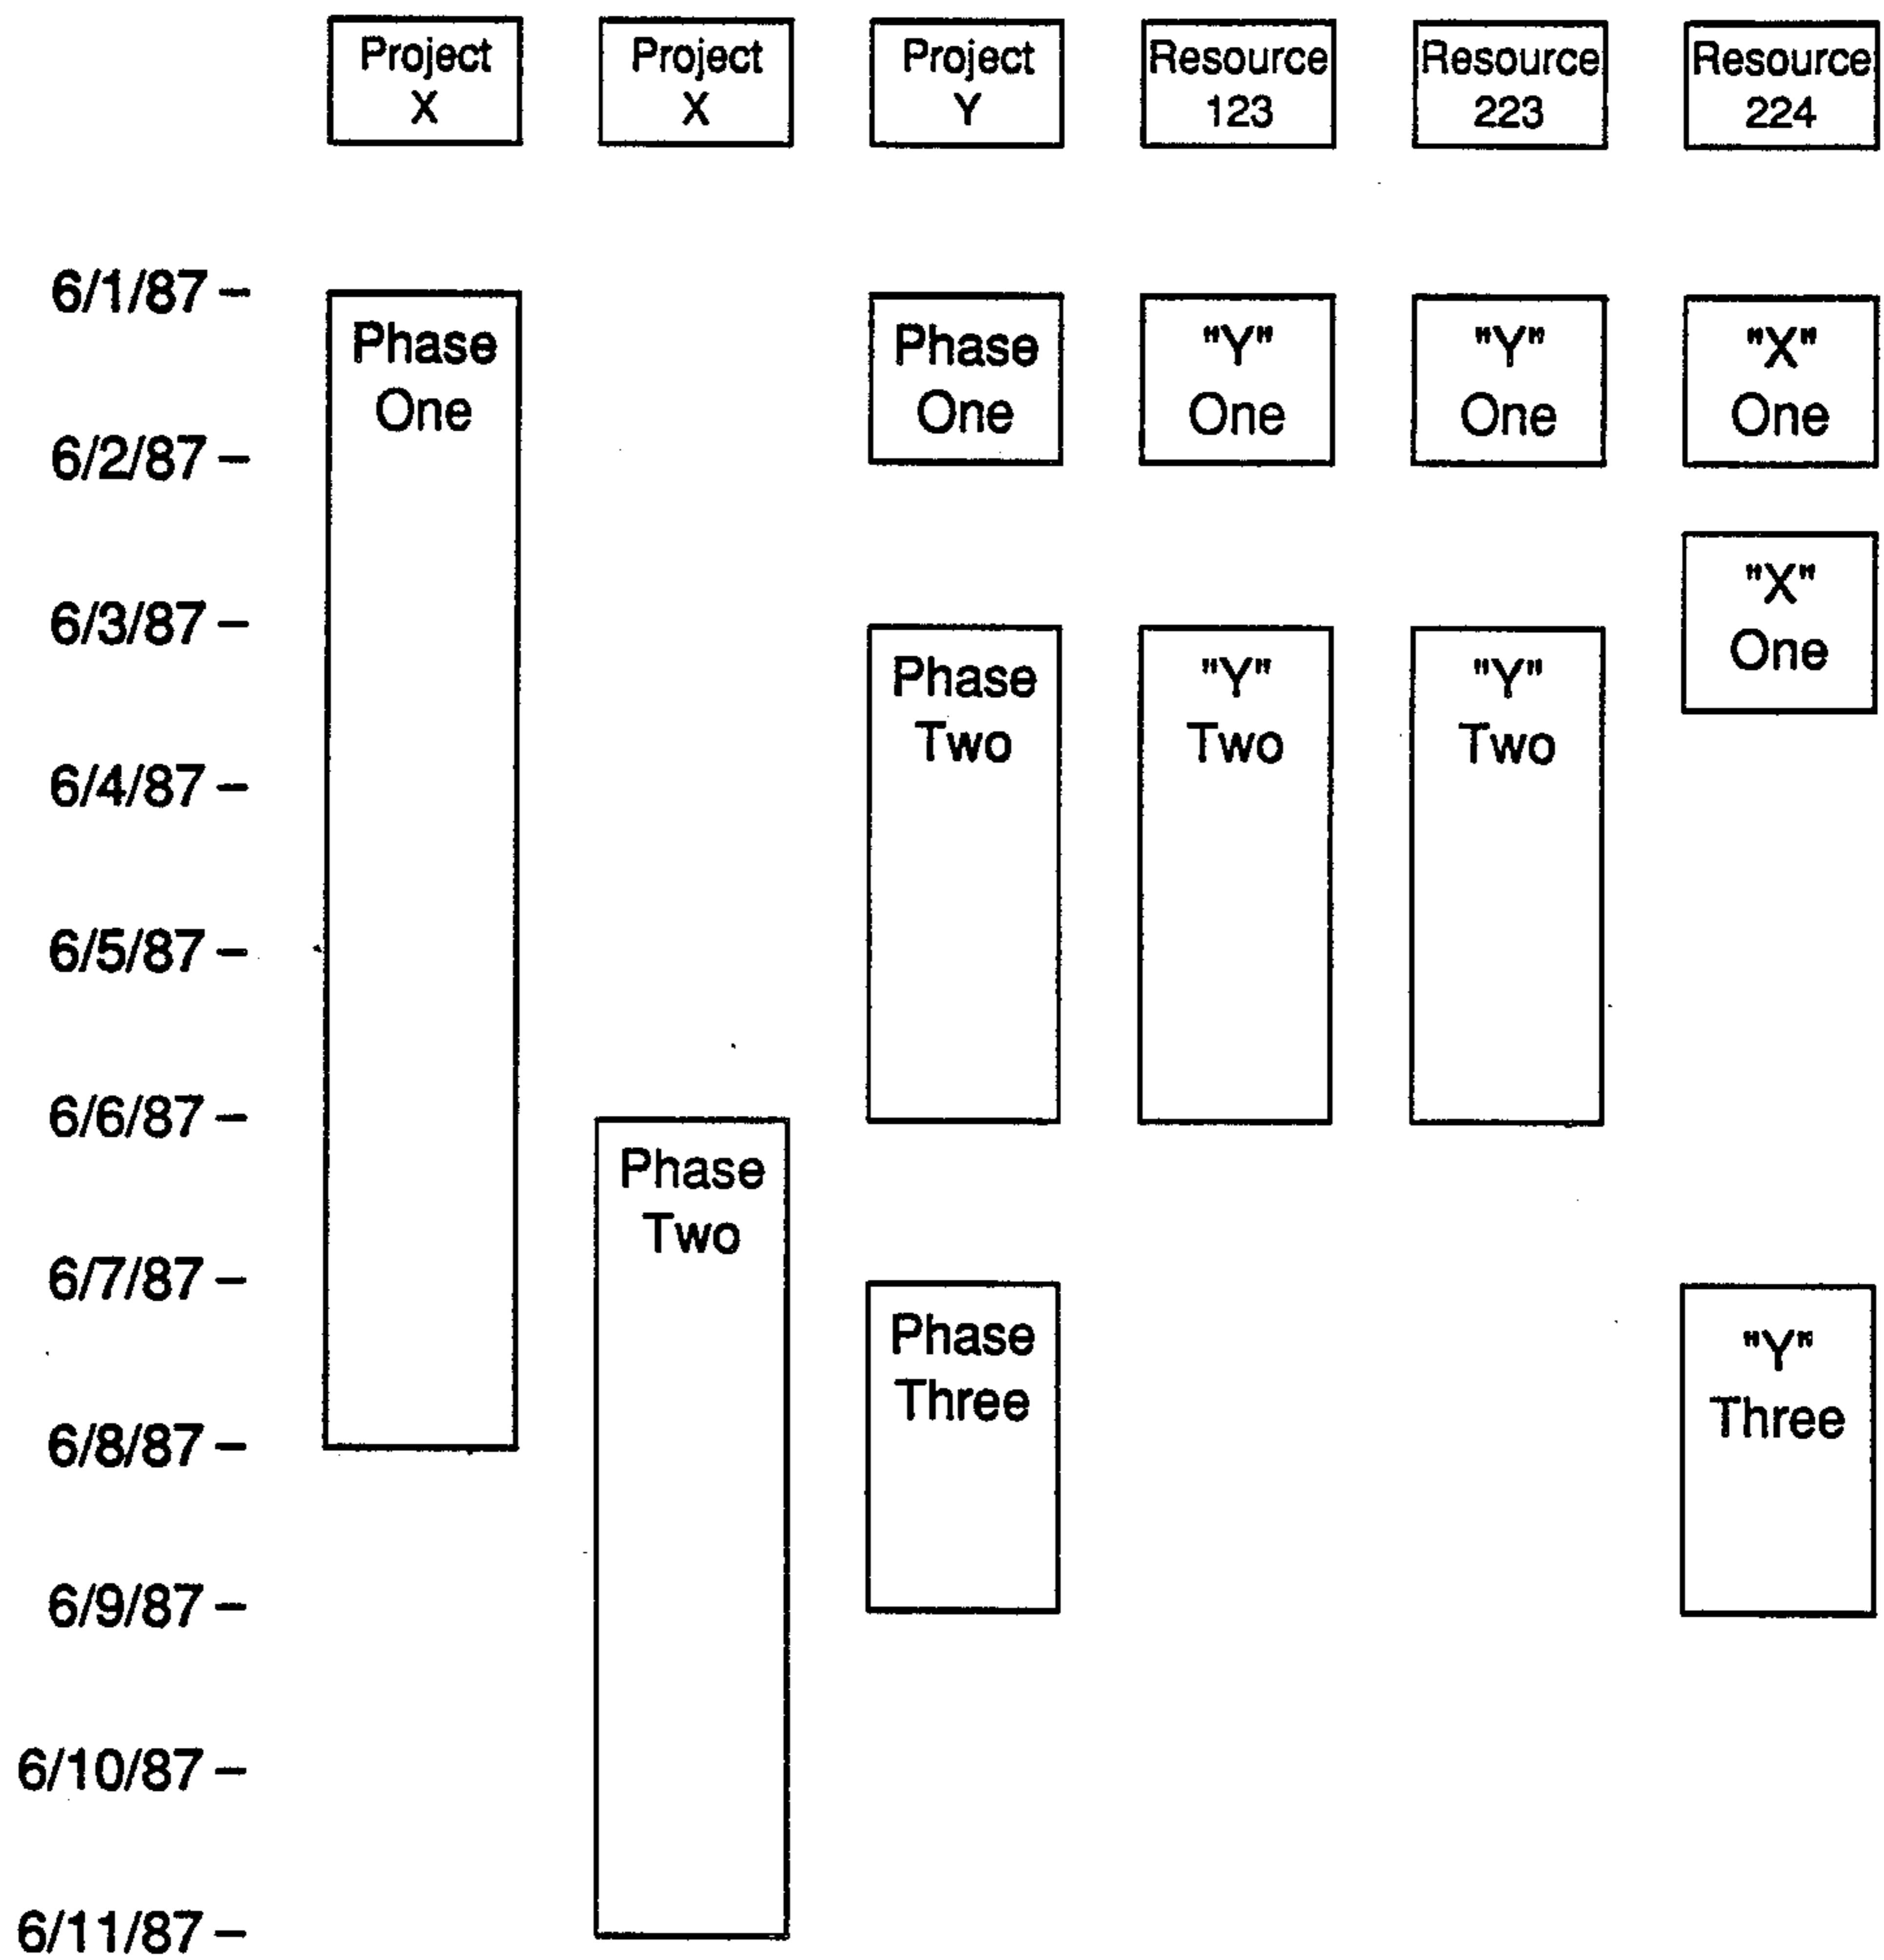 Project
X
Project
X
Project
Y
Resource
123
Resource
223
Resource
224
6/1/87 –
6/2/87 –
6/3/87 –
6/4/87 –
6/5/87 –
6/6/87 –
6/7/87 –
6/8/87 –
6/9/87 –
6/10/87 –
6/11/87 –
Phase
One
Phase
Two
Phase
One
Phase
Two
Phase
Three
"Y"
One
"Y"
Two
"Y"
One
"Y"
Two
"X"
One
"X"
One
"Y"
Three